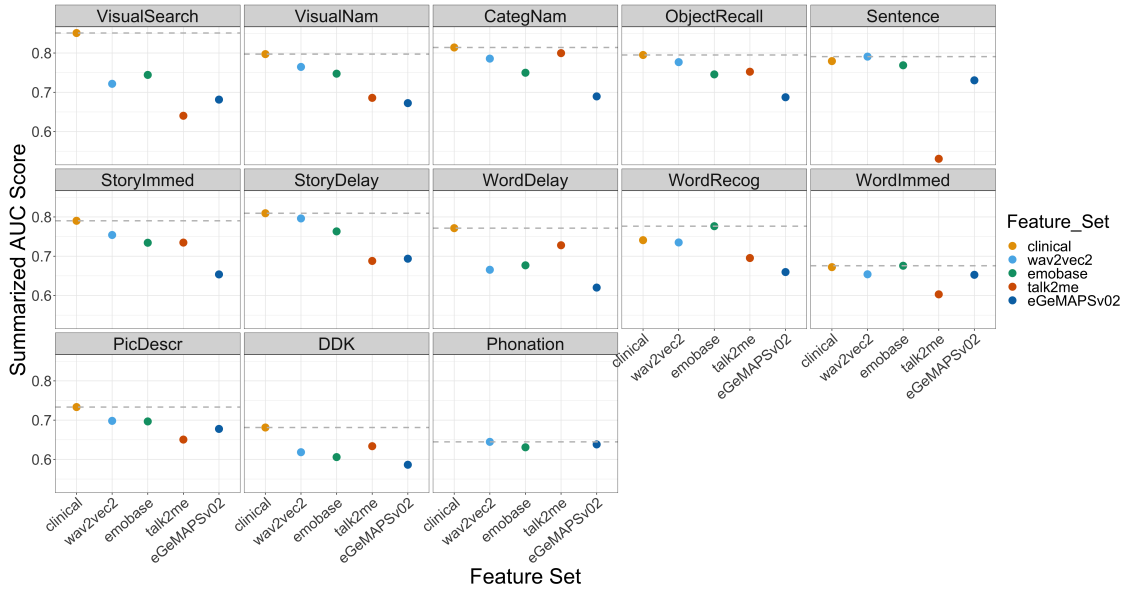 VisualSearch VisualNam CategNam ObjectRecall Sentence
0.8
0.7
0.6
StoryImmed StoryDelay WordDelay WordRecog WordImmed
0.8
0.7
0.6
PicDescr DDK Phonation
0.8
0.7
0.6
clinical wav2vec2 emobase talk2me eGeMAPSv02
clinical wav2vec2 emobase talk2me eGeMAPSv02
clinical wav2vec2 emobase talk2me eGeMAPSv02
clinical wav2vec2 emobase talk2me eGeMAPSv02
clinical wav2vec2 emobase talk2me eGeMAPSv02
Summarized AUC Score
Feature Set
Feature_Set
clinical
wav2vec2
emobase
talk2me
eGeMAPSv02